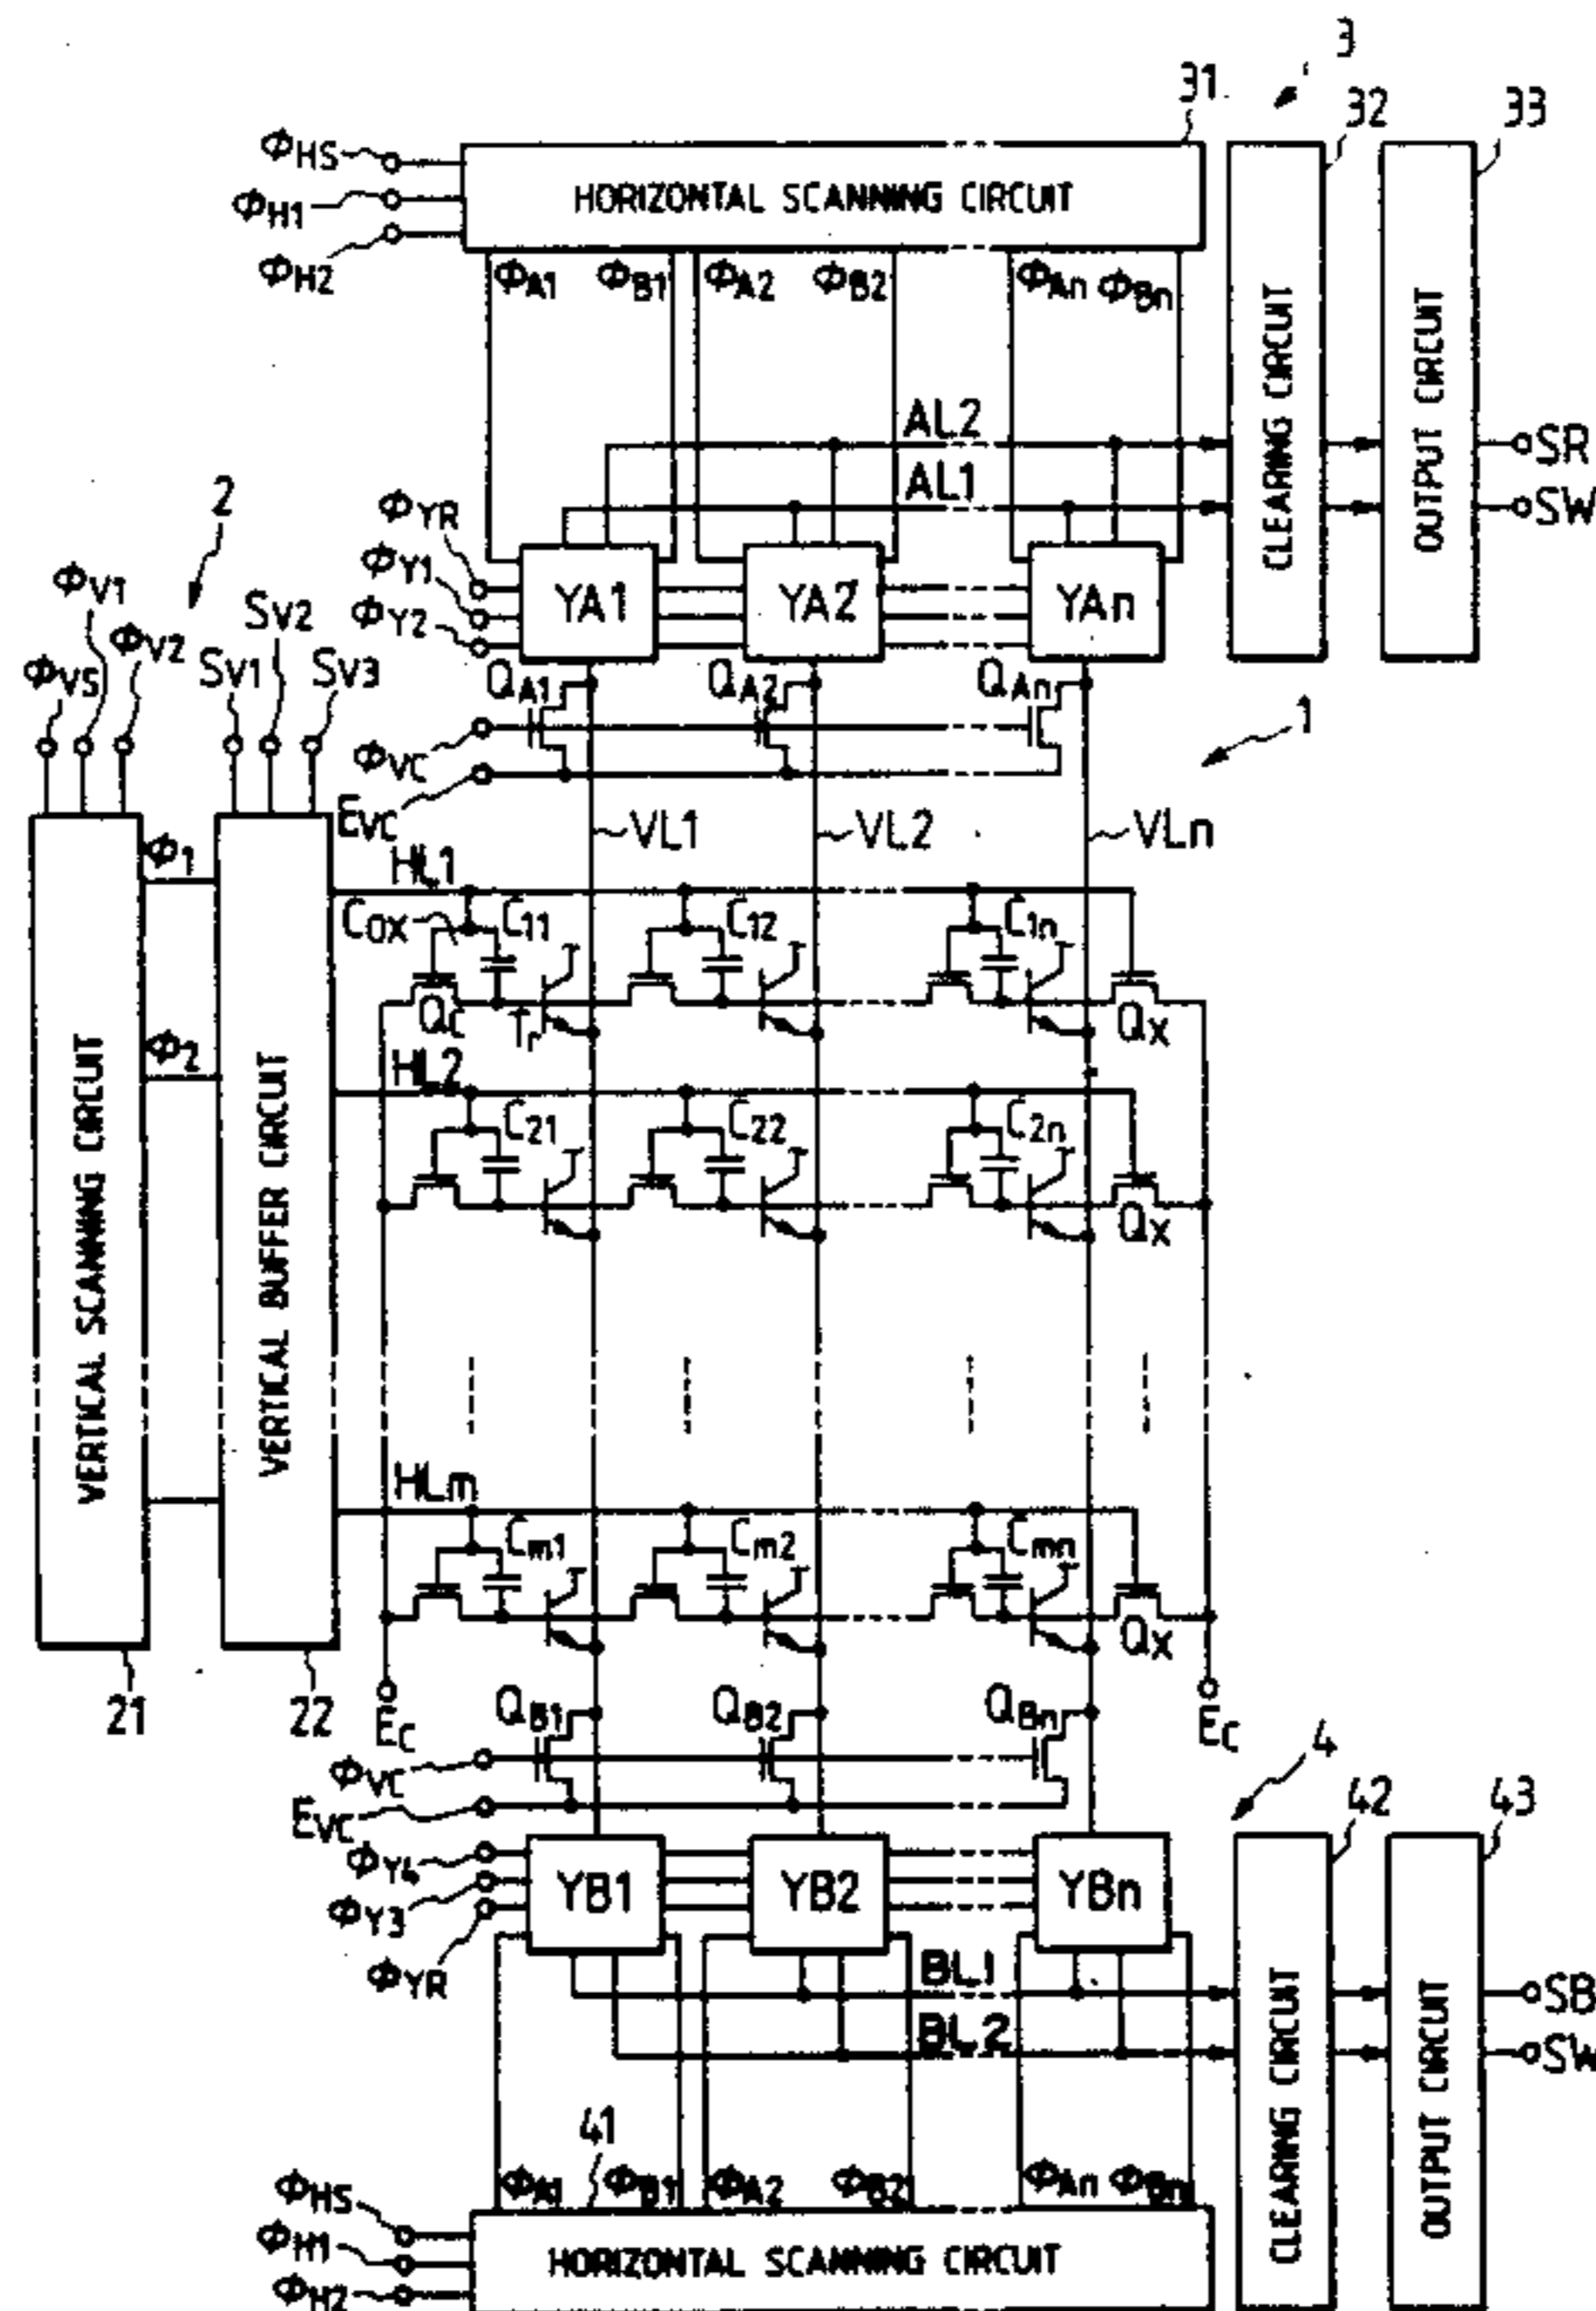 3
31
32
33
ΦHS
ΦH1
ΦH2
HORIZONTAL SCANNING CIRCUIT
ΦA1 ΦB1 ΦA2 ΦB2 ΦAn ΦBn
CLEARING CIRCUIT
OUTPUT CIRCUIT
AL2
SR
AL1
SW
2
ΦYR
ΦY1
ΦY2
YA1 YA2 YAn
ΦVS ΦV1 ΦV2 SV1 SV2 SV3
QA1 QA2 QAn
ΦVC
EVC
1
VL1 VL2 VLn
Φ1
HL1
COX C11 C12 C1n
QC Tr QX
Φ2
HL2
C21 C22 C2n
QX
VERTICAL SCANNING CIRCUIT
VERTICAL BUFFER CIRCUIT
HLm
Cm1 Cm2 Cmn
QX
21
22
EC
EC
QB1 QB2 QBn
ΦVC
EVC
4
42
43
ΦY4
ΦY3
ΦYR
YB1 YB2 YBn
BL1
SB
BL2
SW
CLEARING CIRCUIT
OUTPUT CIRCUIT
41
ΦA1 ΦB1 ΦA2 ΦB2 ΦAn ΦBn
ΦHS
ΦH1
ΦH2
HORIZONTAL SCANNING CIRCUIT